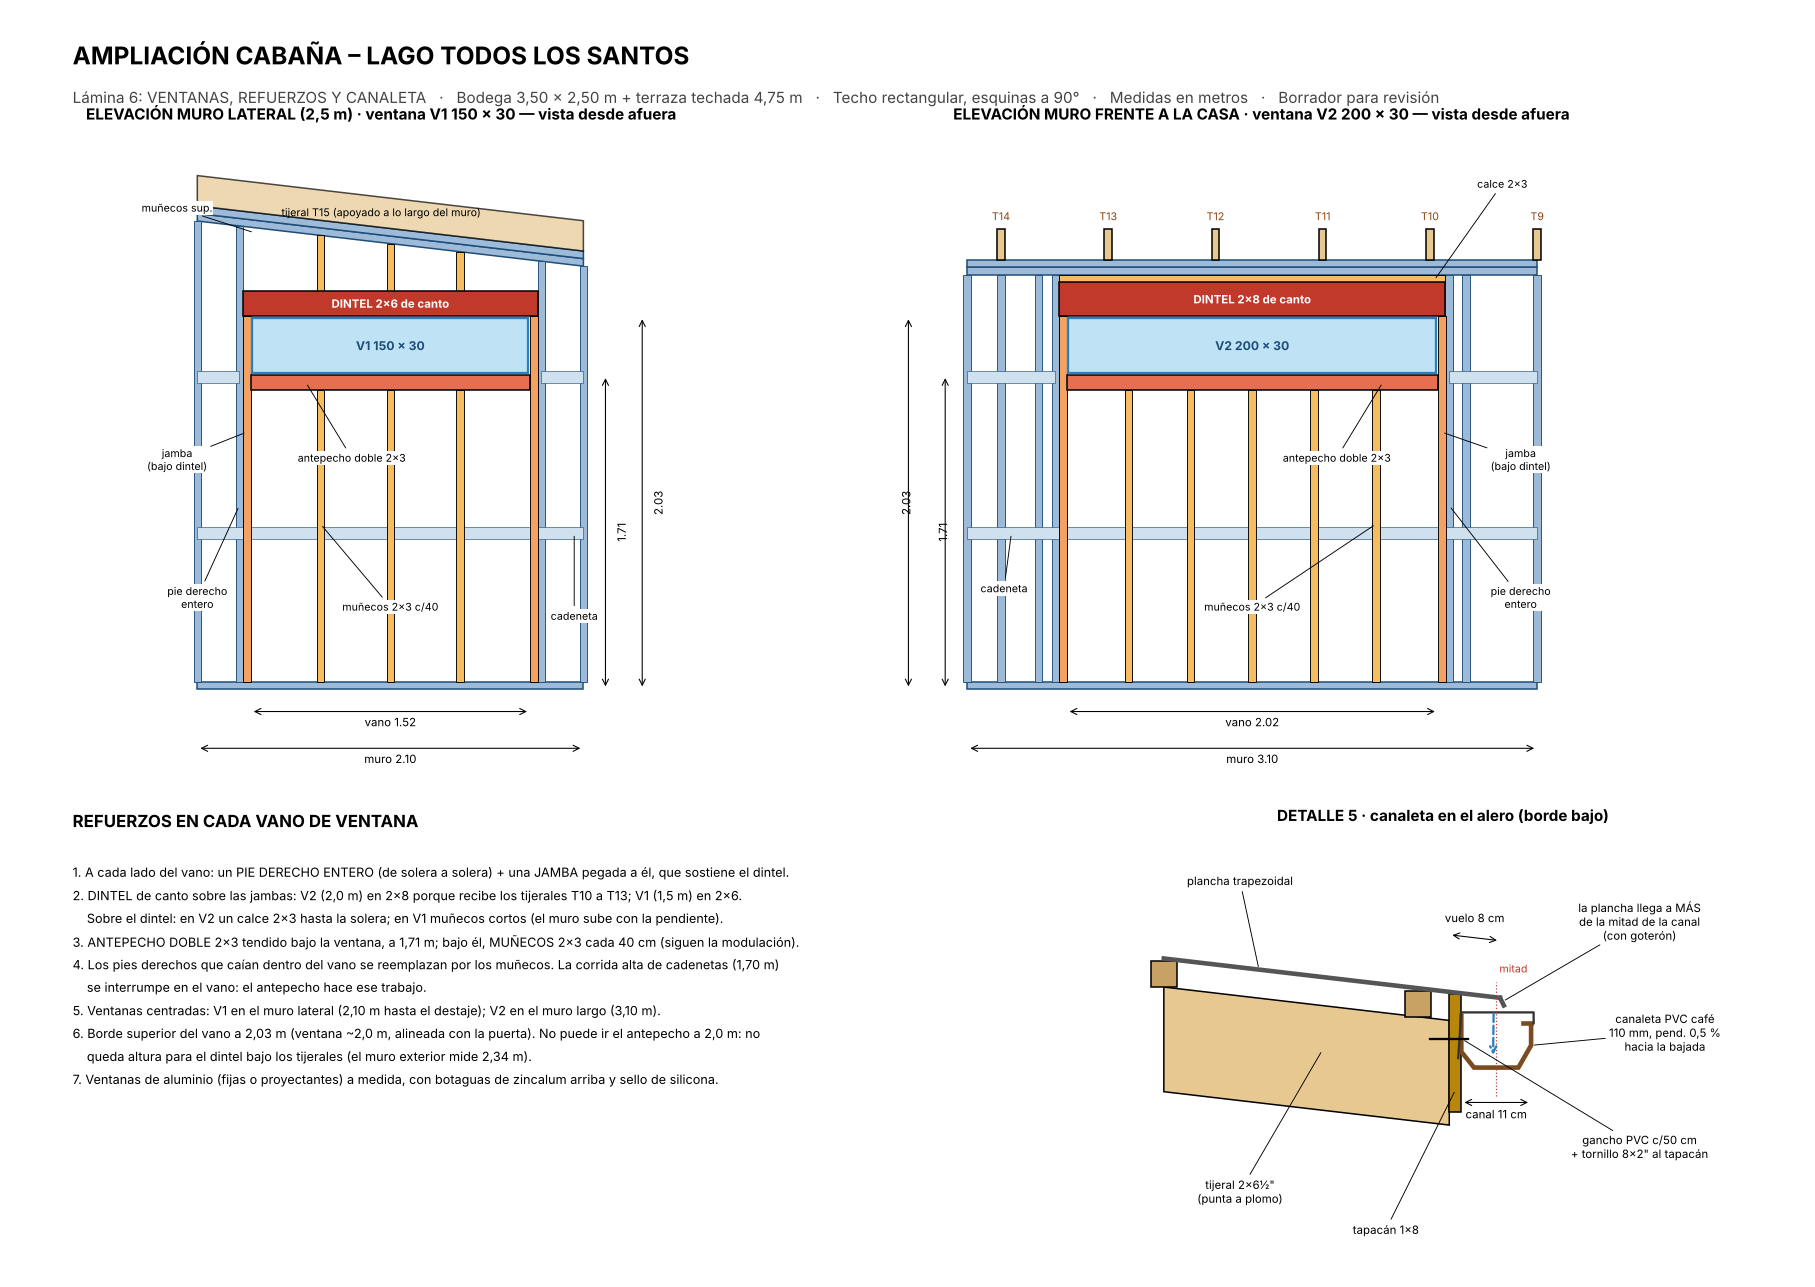 AMPLIACIÓN CABAÑA – LAGO TODOS LOS SANTOS
Lámina 6: VENTANAS, REFUERZOS Y CANALETA · Bodega 3,50 × 2,50 m + terraza techada 4,75 m · Techo rectangular, esquinas a 90° · Medidas en metros · Borrador para revisión
ELEVACIÓN MURO LATERAL (2,5 m) · ventana V1 150 × 30 — vista desde afuera
muñecos sup.
tijeral T15 (apoyado a lo largo del muro)
DINTEL 2×6 de canto
V1 150 × 30
jamba
(bajo dintel)
antepecho doble 2×3
2.03
1.71
pie derecho
entero
muñecos 2×3 c/40
cadeneta
vano 1.52
muro 2.10
ELEVACIÓN MURO FRENTE A LA CASA · ventana V2 200 × 30 — vista desde afuera
calce 2×3
T14
T13
T12
T11
T10
T9
DINTEL 2×8 de canto
V2 200 × 30
antepecho doble 2×3
jamba
(bajo dintel)
2.03
1.71
cadeneta
muñecos 2×3 c/40
pie derecho
entero
vano 2.02
muro 3.10
REFUERZOS EN CADA VANO DE VENTANA
1. A cada lado del vano: un PIE DERECHO ENTERO (de solera a solera) + una JAMBA pegada a él, que sostiene el dintel.
2. DINTEL de canto sobre las jambas: V2 (2,0 m) en 2×8 porque recibe los tijerales T10 a T13; V1 (1,5 m) en 2×6.
Sobre el dintel: en V2 un calce 2×3 hasta la solera; en V1 muñecos cortos (el muro sube con la pendiente).
3. ANTEPECHO DOBLE 2×3 tendido bajo la ventana, a 1,71 m; bajo él, MUÑECOS 2×3 cada 40 cm (siguen la modulación).
4. Los pies derechos que caían dentro del vano se reemplazan por los muñecos. La corrida alta de cadenetas (1,70 m)
se interrumpe en el vano: el antepecho hace ese trabajo.
5. Ventanas centradas: V1 en el muro lateral (2,10 m hasta el destaje); V2 en el muro largo (3,10 m).
6. Borde superior del vano a 2,03 m (ventana ~2,0 m, alineada con la puerta). No puede ir el antepecho a 2,0 m: no
queda altura para el dintel bajo los tijerales (el muro exterior mide 2,34 m).
7. Ventanas de aluminio (fijas o proyectantes) a medida, con botaguas de zincalum arriba y sello de silicona.
DETALLE 5 · canaleta en el alero (borde bajo)
plancha trapezoidal
vuelo 8 cm
la plancha llega a MÁS
de la mitad de la canal
(con goterón)
mitad
canaleta PVC café
110 mm, pend. 0,5 %
hacia la bajada
canal 11 cm
gancho PVC c/50 cm
+ tornillo 8×2" al tapacán
tijeral 2×6½"
(punta a plomo)
tapacán 1×8